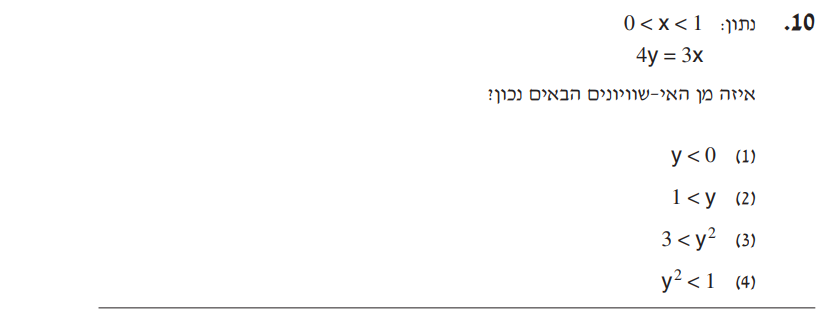 10. נתון: 0 < x < 1
4y = 3x
איזה מן האי-שוויונים הבאים נכון?
(1) y < 0
(2) 1 < y
(3) 3 < y²
(4) y² < 1